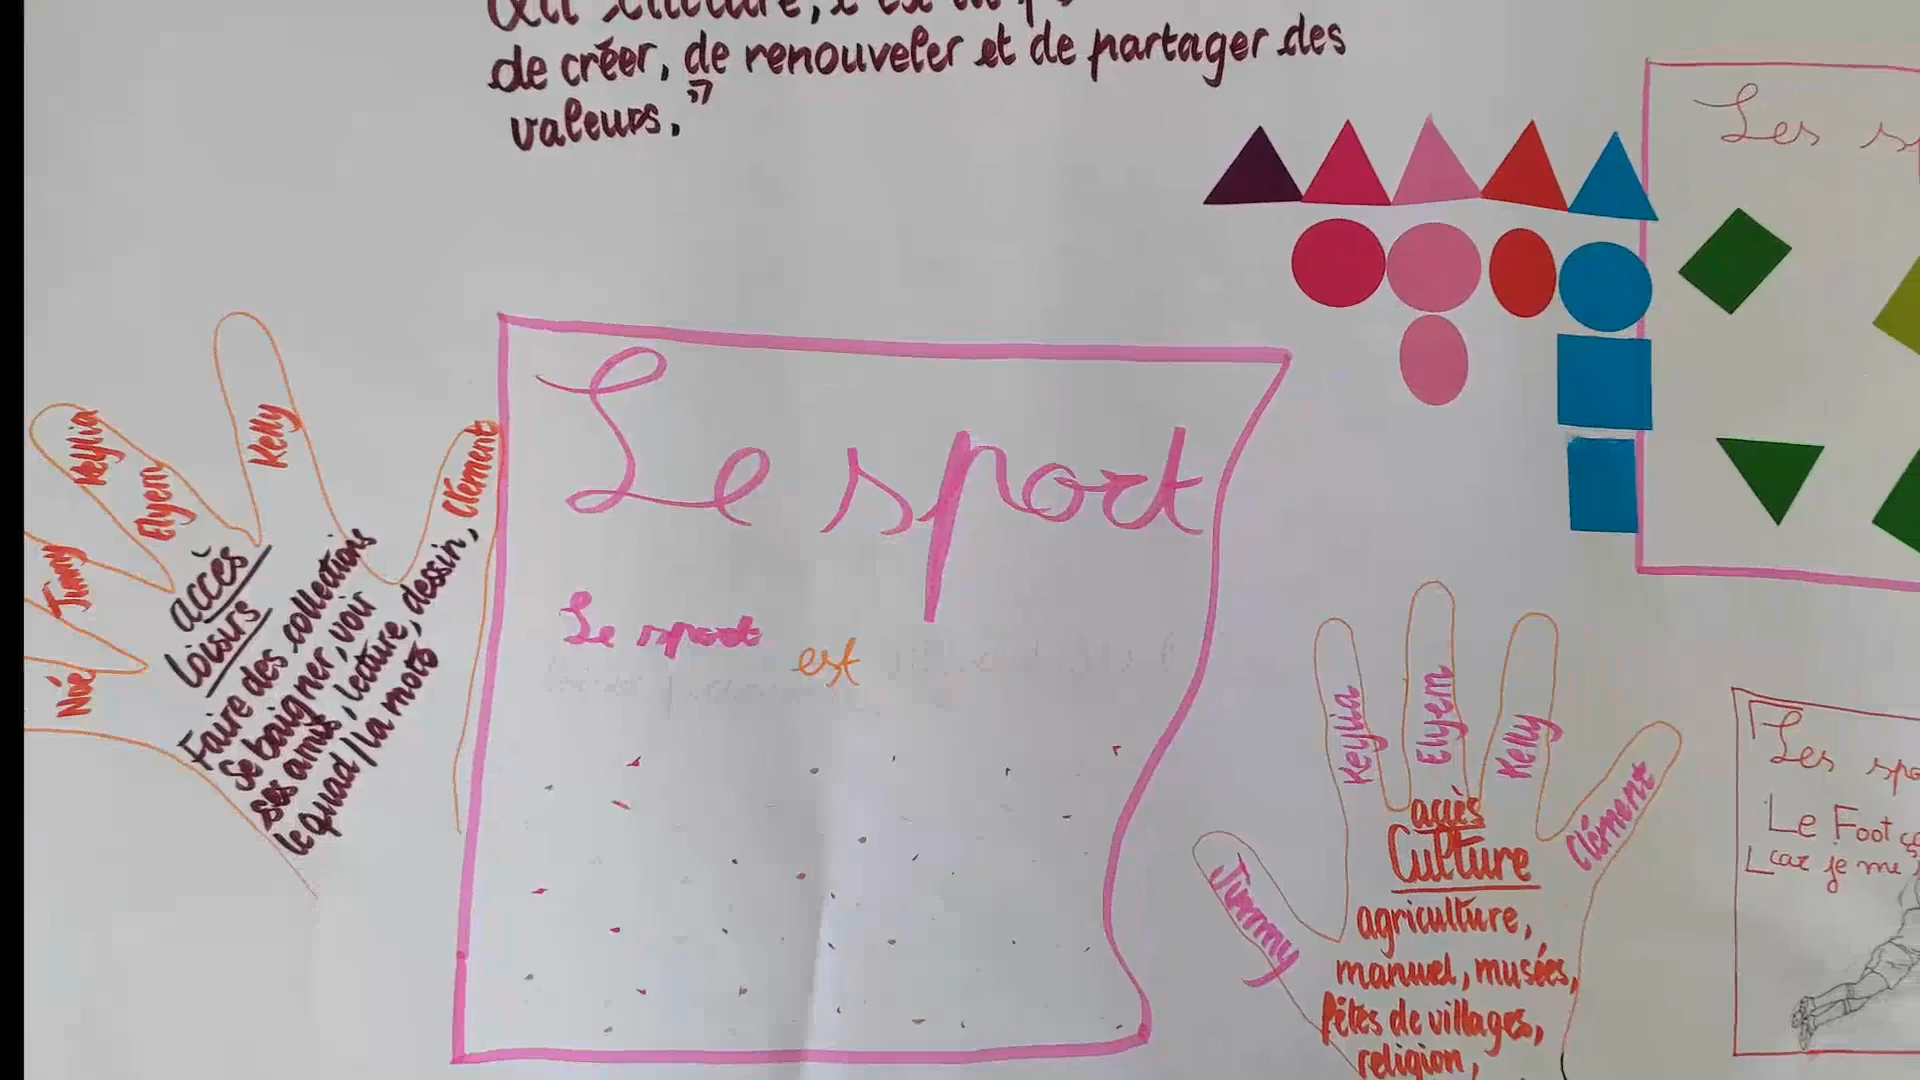 de créer, de renouveler et de partager des
valeurs. "
Les
Keylia
Kelly
Clément
Elyem
Jimmy
Noé
accès
loisirs
Faire des collections
se baigner, voir
ses amis, lecture, dessin,
le quad / la moto
Le sport
Le sport est
Keylia
Elyem
Kelly
Clément
Jimmy
accès
Culture
agriculture,
manuel, musées,
fêtes de villages,
religion,
Les
Le Foot
car je me